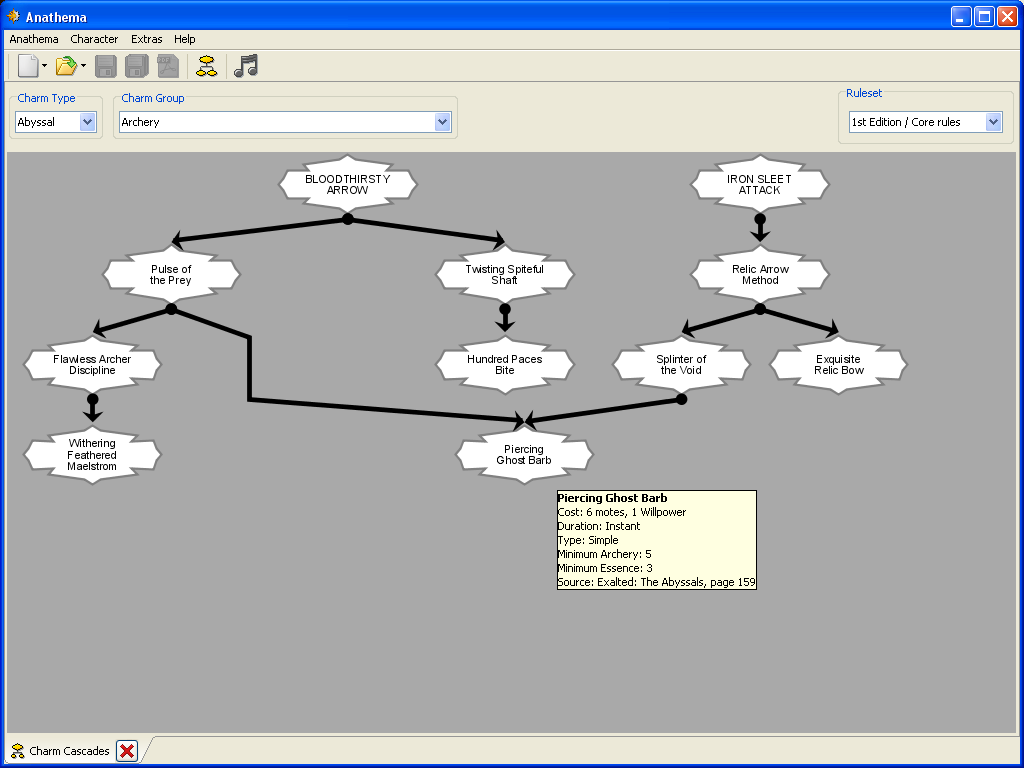 Anathema
Anathema Character Extras Help
Charm Type
Charm Group
Ruleset
Abyssal
Archery
1st Edition / Core rules
BLOODTHIRSTY
ARROW
IRON SLEET
ATTACK
Pulse of
the Prey
Twisting Spiteful
Shaft
Relic Arrow
Method
Flawless Archer
Discipline
Hundred Paces
Bite
Splinter of
the Void
Exquisite
Relic Bow
Withering
Feathered
Maelstrom
Piercing
Ghost Barb
Piercing Ghost Barb
Cost: 6 motes, 1 Willpower
Duration: Instant
Type: Simple
Minimum Archery: 5
Minimum Essence: 3
Source: Exalted: The Abyssals, page 159
Charm Cascades